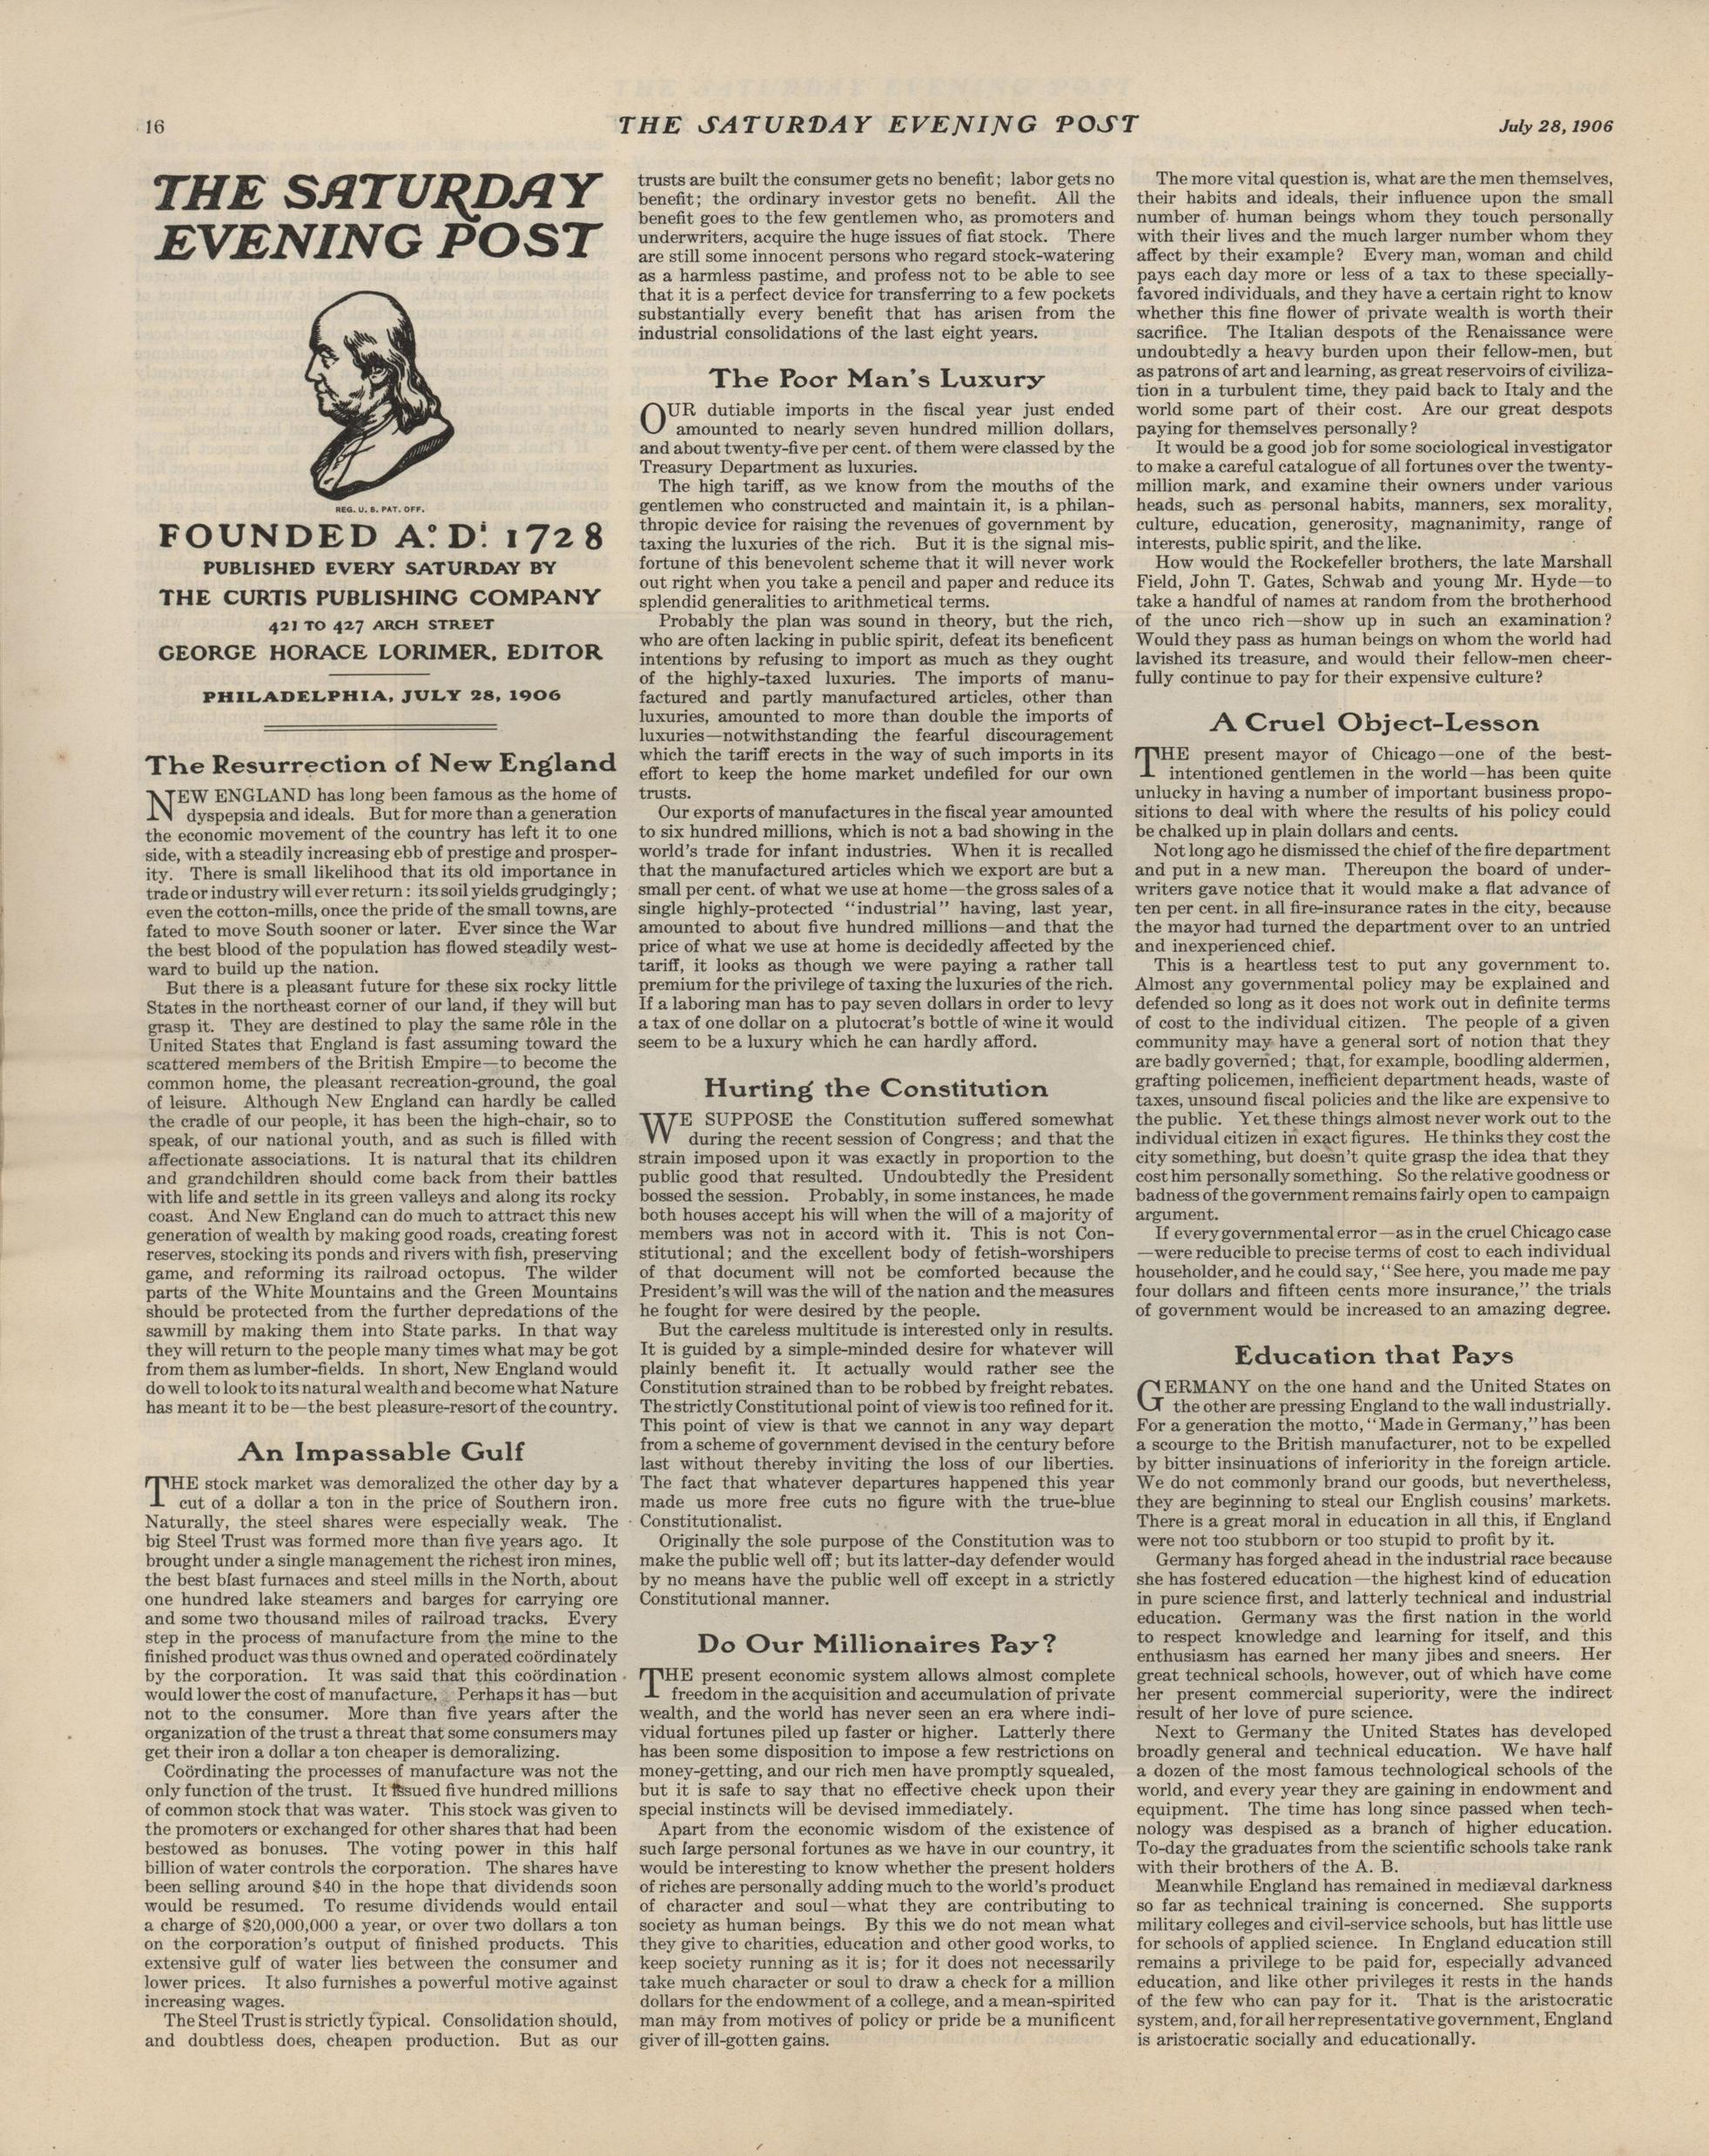 16
THE SATURDAY EVENING POST
July 28, 1906
THE SATURDAY
EVENING POST
REG. U. S. PAT. OFF.
FOUNDED A.º D.i 1728
PUBLISHED EVERY SATURDAY BY
THE CURTIS PUBLISHING COMPANY
421 TO 427 ARCH STREET
GEORGE HORACE LORIMER, EDITOR
PHILADELPHIA, JULY 28, 1906
The Resurrection of New England
NEW ENGLAND has long been famous as the home of
dyspepsia and ideals. But for more than a generation
the economic movement of the country has left it to one
side, with a steadily increasing ebb of prestige and prosper-
ity. There is small likelihood that its old importance in
trade or industry will ever return: its soil yields grudgingly;
even the cotton-mills, once the pride of the small towns, are
fated to move South sooner or later. Ever since the War
the best blood of the population has flowed steadily west-
ward to build up the nation.
But there is a pleasant future for these six rocky little
States in the northeast corner of our land, if they will but
grasp it. They are destined to play the same rôle in the
United States that England is fast assuming toward the
scattered members of the British Empire—to become the
common home, the pleasant recreation-ground, the goal
of leisure. Although New England can hardly be called
the cradle of our people, it has been the high-chair, so to
speak, of our national youth, and as such is filled with
affectionate associations. It is natural that its children
and grandchildren should come back from their battles
with life and settle in its green valleys and along its rocky
coast. And New England can do much to attract this new
generation of wealth by making good roads, creating forest
reserves, stocking its ponds and rivers with fish, preserving
game, and reforming its railroad octopus. The wilder
parts of the White Mountains and the Green Mountains
should be protected from the further depredations of the
sawmill by making them into State parks. In that way
they will return to the people many times what may be got
from them as lumber-fields. In short, New England would
do well to look to its natural wealth and become what Nature
has meant it to be—the best pleasure-resort of the country.
An Impassable Gulf
THE stock market was demoralized the other day by a
cut of a dollar a ton in the price of Southern iron.
Naturally, the steel shares were especially weak. The
big Steel Trust was formed more than five years ago. It
brought under a single management the richest iron mines,
the best blast furnaces and steel mills in the North, about
one hundred lake steamers and barges for carrying ore
and some two thousand miles of railroad tracks. Every
step in the process of manufacture from the mine to the
finished product was thus owned and operated coördinately
by the corporation. It was said that this coördination
would lower the cost of manufacture. Perhaps it has—but
not to the consumer. More than five years after the
organization of the trust a threat that some consumers may
get their iron a dollar a ton cheaper is demoralizing.
Coördinating the processes of manufacture was not the
only function of the trust. It issued five hundred millions
of common stock that was water. This stock was given to
the promoters or exchanged for other shares that had been
bestowed as bonuses. The voting power in this half
billion of water controls the corporation. The shares have
been selling around $40 in the hope that dividends soon
would be resumed. To resume dividends would entail
a charge of $20,000,000 a year, or over two dollars a ton
on the corporation's output of finished products. This
extensive gulf of water lies between the consumer and
lower prices. It also furnishes a powerful motive against
increasing wages.
The Steel Trust is strictly typical. Consolidation should,
and doubtless does, cheapen production. But as our
trusts are built the consumer gets no benefit; labor gets no
benefit; the ordinary investor gets no benefit. All the
benefit goes to the few gentlemen who, as promoters and
underwriters, acquire the huge issues of fiat stock. There
are still some innocent persons who regard stock-watering
as a harmless pastime, and profess not to be able to see
that it is a perfect device for transferring to a few pockets
substantially every benefit that has arisen from the
industrial consolidations of the last eight years.
The Poor Man's Luxury
OUR dutiable imports in the fiscal year just ended
amounted to nearly seven hundred million dollars,
and about twenty-five per cent. of them were classed by the
Treasury Department as luxuries.
The high tariff, as we know from the mouths of the
gentlemen who constructed and maintain it, is a philan-
thropic device for raising the revenues of government by
taxing the luxuries of the rich. But it is the signal mis-
fortune of this benevolent scheme that it will never work
out right when you take a pencil and paper and reduce its
splendid generalities to arithmetical terms.
Probably the plan was sound in theory, but the rich,
who are often lacking in public spirit, defeat its beneficent
intentions by refusing to import as much as they ought
of the highly-taxed luxuries. The imports of manu-
factured and partly manufactured articles, other than
luxuries, amounted to more than double the imports of
luxuries—notwithstanding the fearful discouragement
which the tariff erects in the way of such imports in its
effort to keep the home market undefiled for our own
trusts.
Our exports of manufactures in the fiscal year amounted
to six hundred millions, which is not a bad showing in the
world's trade for infant industries. When it is recalled
that the manufactured articles which we export are but a
small per cent. of what we use at home—the gross sales of a
single highly-protected "industrial" having, last year,
amounted to about five hundred millions—and that the
price of what we use at home is decidedly affected by the
tariff, it looks as though we were paying a rather tall
premium for the privilege of taxing the luxuries of the rich.
If a laboring man has to pay seven dollars in order to levy
a tax of one dollar on a plutocrat's bottle of wine it would
seem to be a luxury which he can hardly afford.
Hurting the Constitution
WE SUPPOSE the Constitution suffered somewhat
during the recent session of Congress; and that the
strain imposed upon it was exactly in proportion to the
public good that resulted. Undoubtedly the President
bossed the session. Probably, in some instances, he made
both houses accept his will when the will of a majority of
members was not in accord with it. This is not Con-
stitutional; and the excellent body of fetish-worshipers
of that document will not be comforted because the
President's will was the will of the nation and the measures
he fought for were desired by the people.
But the careless multitude is interested only in results.
It is guided by a simple-minded desire for whatever will
plainly benefit it. It actually would rather see the
Constitution strained than to be robbed by freight rebates.
The strictly Constitutional point of view is too refined for it.
This point of view is that we cannot in any way depart
from a scheme of government devised in the century before
last without thereby inviting the loss of our liberties.
The fact that whatever departures happened this year
made us more free cuts no figure with the true-blue
Constitutionalist.
Originally the sole purpose of the Constitution was to
make the public well off; but its latter-day defender would
by no means have the public well off except in a strictly
Constitutional manner.
Do Our Millionaires Pay?
THE present economic system allows almost complete
freedom in the acquisition and accumulation of private
wealth, and the world has never seen an era where indi-
vidual fortunes piled up faster or higher. Latterly there
has been some disposition to impose a few restrictions on
money-getting, and our rich men have promptly squealed,
but it is safe to say that no effective check upon their
special instincts will be devised immediately.
Apart from the economic wisdom of the existence of
such large personal fortunes as we have in our country, it
would be interesting to know whether the present holders
of riches are personally adding much to the world's product
of character and soul—what they are contributing to
society as human beings. By this we do not mean what
they give to charities, education and other good works, to
keep society running as it is; for it does not necessarily
take much character or soul to draw a check for a million
dollars for the endowment of a college, and a mean-spirited
man may from motives of policy or pride be a munificent
giver of ill-gotten gains.
The more vital question is, what are the men themselves,
their habits and ideals, their influence upon the small
number of human beings whom they touch personally
with their lives and the much larger number whom they
affect by their example? Every man, woman and child
pays each day more or less of a tax to these specially-
favored individuals, and they have a certain right to know
whether this fine flower of private wealth is worth their
sacrifice. The Italian despots of the Renaissance were
undoubtedly a heavy burden upon their fellow-men, but
as patrons of art and learning, as great reservoirs of civiliza-
tion in a turbulent time, they paid back to Italy and the
world some part of their cost. Are our great despots
paying for themselves personally?
It would be a good job for some sociological investigator
to make a careful catalogue of all fortunes over the twenty-
million mark, and examine their owners under various
heads, such as personal habits, manners, sex morality,
culture, education, generosity, magnanimity, range of
interests, public spirit, and the like.
How would the Rockefeller brothers, the late Marshall
Field, John T. Gates, Schwab and young Mr. Hyde—to
take a handful of names at random from the brotherhood
of the unco rich—show up in such an examination?
Would they pass as human beings on whom the world had
lavished its treasure, and would their fellow-men cheer-
fully continue to pay for their expensive culture?
A Cruel Object-Lesson
THE present mayor of Chicago—one of the best-
intentioned gentlemen in the world—has been quite
unlucky in having a number of important business propo-
sitions to deal with where the results of his policy could
be chalked up in plain dollars and cents.
Not long ago he dismissed the chief of the fire department
and put in a new man. Thereupon the board of under-
writers gave notice that it would make a flat advance of
ten per cent. in all fire-insurance rates in the city, because
the mayor had turned the department over to an untried
and inexperienced chief.
This is a heartless test to put any government to.
Almost any governmental policy may be explained and
defended so long as it does not work out in definite terms
of cost to the individual citizen. The people of a given
community may have a general sort of notion that they
are badly governed; that, for example, boodling aldermen,
grafting policemen, inefficient department heads, waste of
taxes, unsound fiscal policies and the like are expensive to
the public. Yet these things almost never work out to the
individual citizen in exact figures. He thinks they cost the
city something, but doesn't quite grasp the idea that they
cost him personally something. So the relative goodness or
badness of the government remains fairly open to campaign
argument.
If every governmental error—as in the cruel Chicago case
—were reducible to precise terms of cost to each individual
householder, and he could say, "See here, you made me pay
four dollars and fifteen cents more insurance," the trials
of government would be increased to an amazing degree.
Education that Pays
GERMANY on the one hand and the United States on
the other are pressing England to the wall industrially.
For a generation the motto, "Made in Germany," has been
a scourge to the British manufacturer, not to be expelled
by bitter insinuations of inferiority in the foreign article.
We do not commonly brand our goods, but nevertheless,
they are beginning to steal our English cousins' markets.
There is a great moral in education in all this, if England
were not too stubborn or too stupid to profit by it.
Germany has forged ahead in the industrial race because
she has fostered education—the highest kind of education
in pure science first, and latterly technical and industrial
education. Germany was the first nation in the world
to respect knowledge and learning for itself, and this
enthusiasm has earned her many jibes and sneers. Her
great technical schools, however, out of which have come
her present commercial superiority, were the indirect
result of her love of pure science.
Next to Germany the United States has developed
broadly general and technical education. We have half
a dozen of the most famous technological schools of the
world, and every year they are gaining in endowment and
equipment. The time has long since passed when tech-
nology was despised as a branch of higher education.
To-day the graduates from the scientific schools take rank
with their brothers of the A. B.
Meanwhile England has remained in mediæval darkness
so far as technical training is concerned. She supports
military colleges and civil-service schools, but has little use
for schools of applied science. In England education still
remains a privilege to be paid for, especially advanced
education, and like other privileges it rests in the hands
of the few who can pay for it. That is the aristocratic
system, and, for all her representative government, England
is aristocratic socially and educationally.